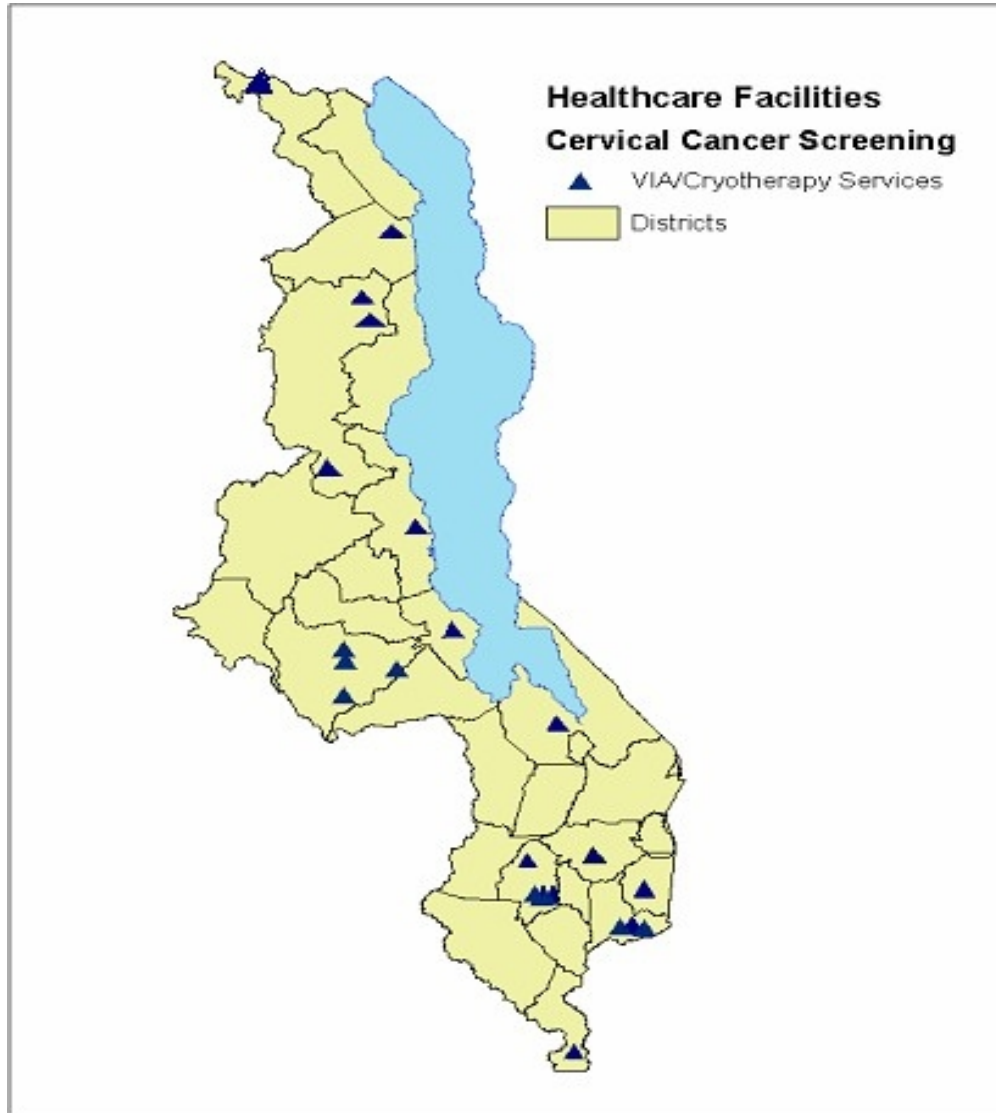 Healthcare Facilities
Cervical Cancer Screening
VIA/Cryotherapy Services
Districts